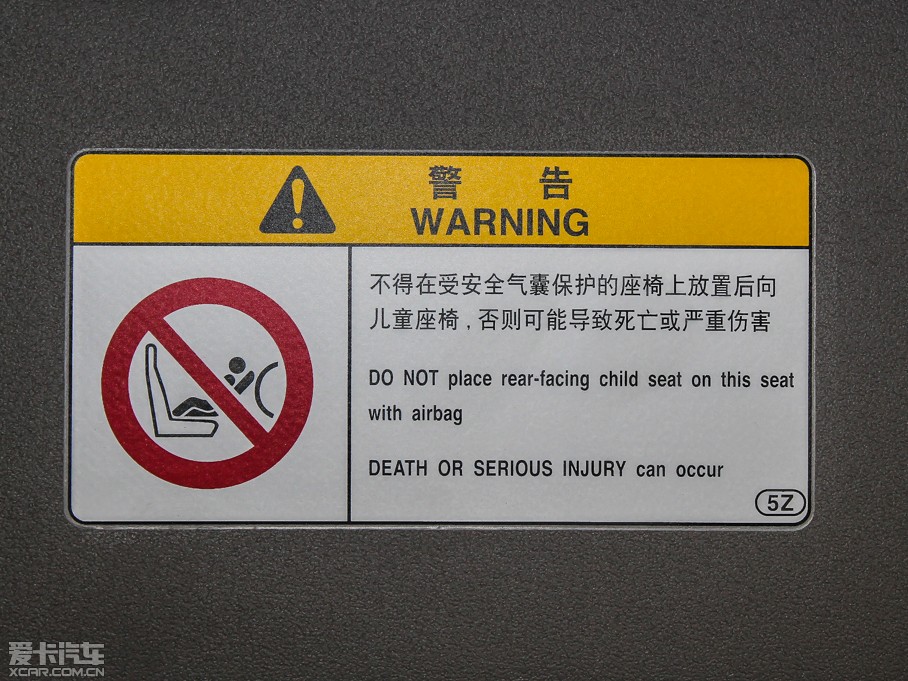 警 告
WARNING
不得在受安全气囊保护的座椅上放置后向
儿童座椅，否则可能导致死亡或严重伤害
DO NOT place rear-facing child seat on this seat
with airbag
DEATH OR SERIOUS INJURY can occur
5Z
爱卡汽车
XCAR.COM.CN